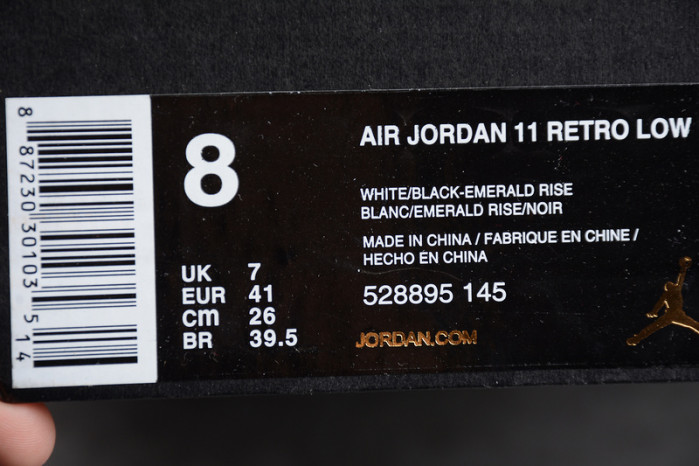 8 87230 30103 5 14
8
UK 7
EUR 41
cm 26
BR 39.5
AIR JORDAN 11 RETRO LOW
WHITE/BLACK-EMERALD RISE
BLANC/EMERALD RISE/NOIR
MADE IN CHINA / FABRIQUE EN CHINE /
HECHO EN CHINA
528895 145
JORDAN.COM